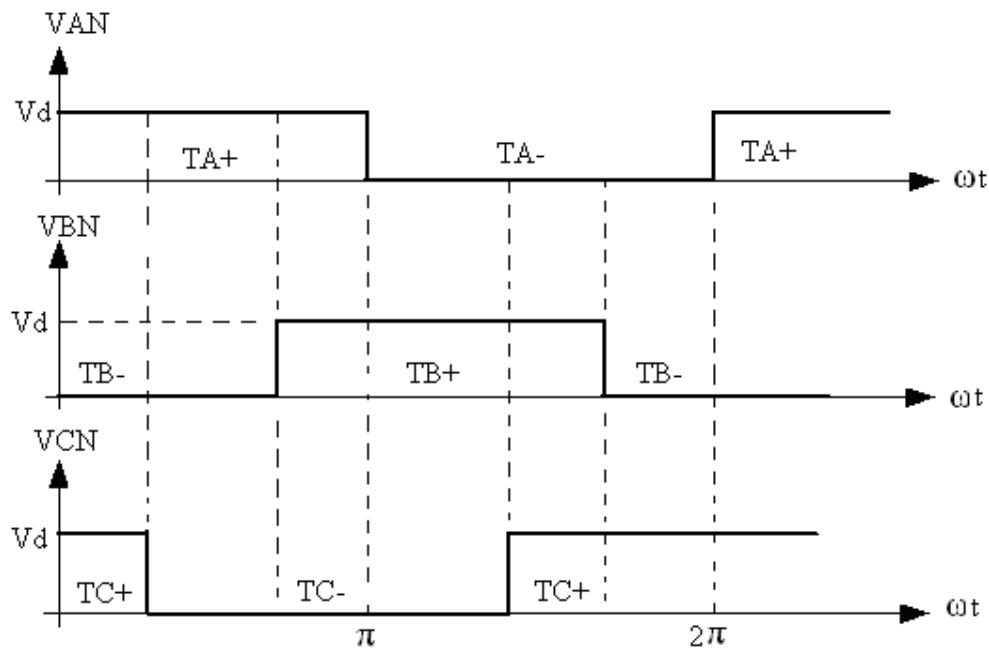 VAN
Vd
TA+ TA- TA+
ωt
VBN
Vd
TB- TB+ TB-
ωt
VCN
Vd
TC+ TC- TC+
ωt
π 2π